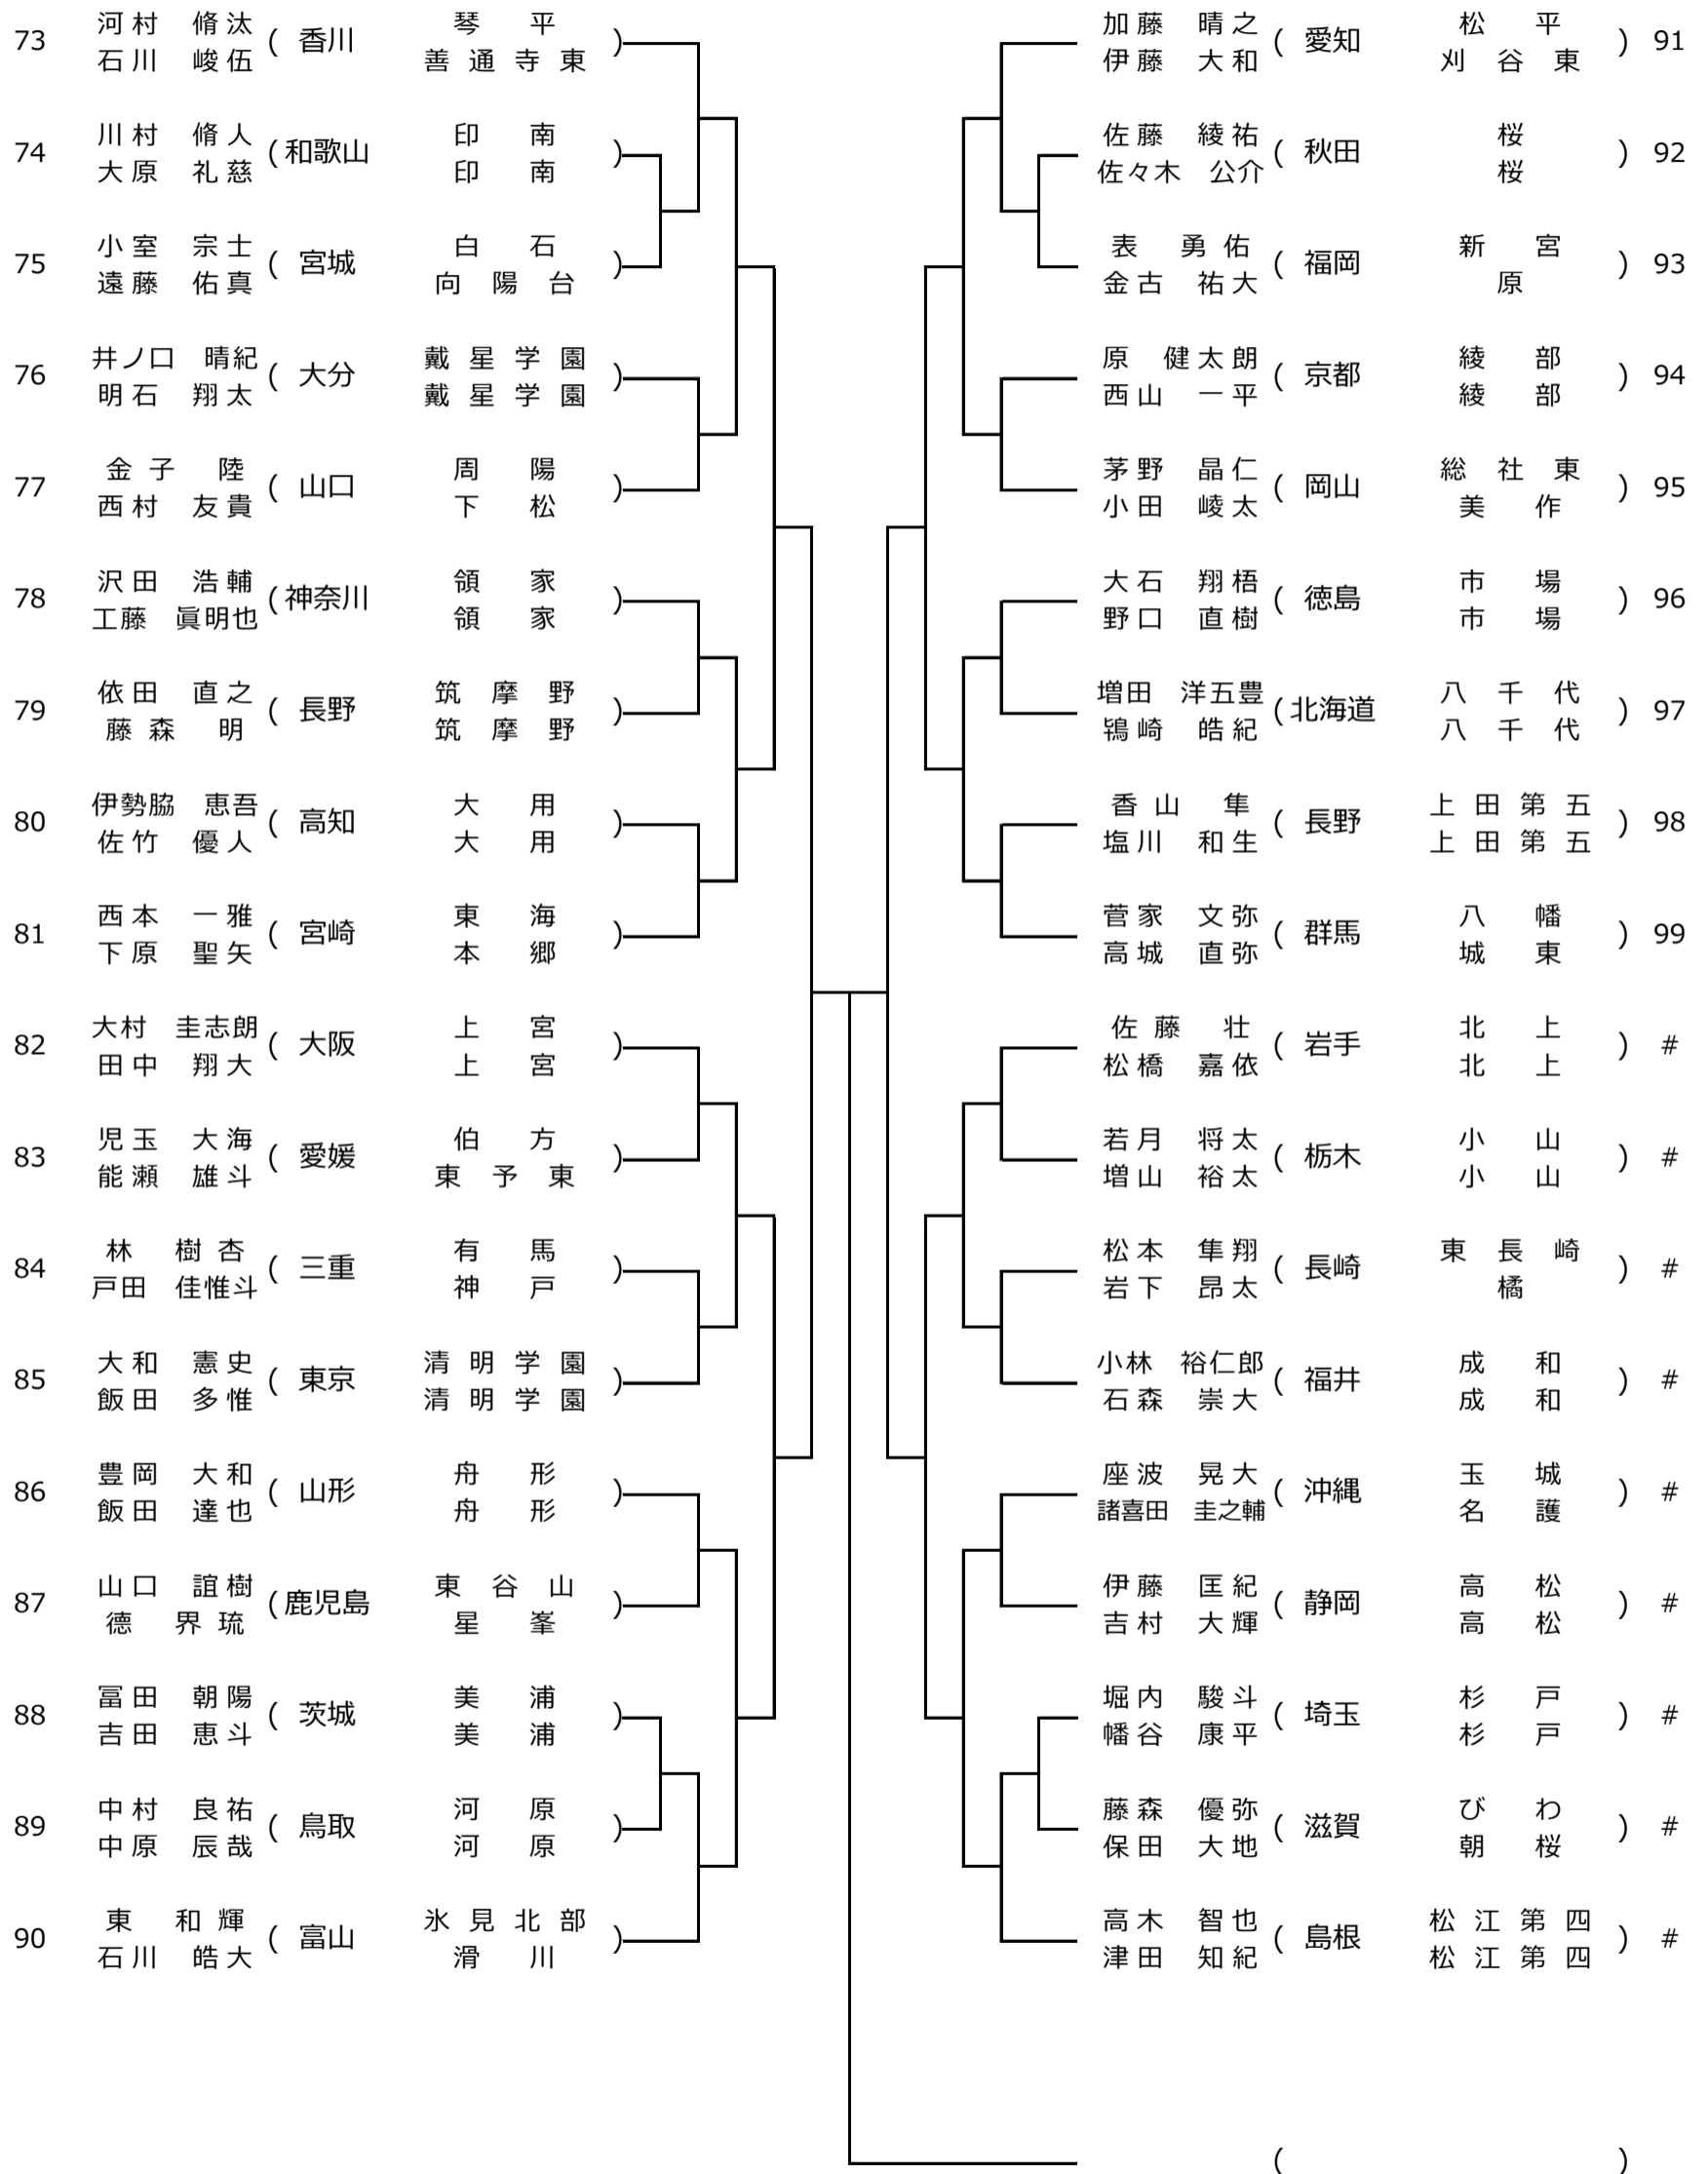 73 河村 脩汰 ( 香川 琴平 )
石川 峻伍 善通寺東
74 川村 脩人 ( 和歌山 印南 )
大原 礼慈 印南
75 小室 宗士 ( 宮城 白石 )
遠藤 佑真 向陽台
76 井ノ口 晴紀 ( 大分 戴星学園 )
明石 翔太 戴星学園
77 金子 陸 ( 山口 周陽 )
西村 友貴 下松
78 沢田 浩輔 ( 神奈川 領家 )
工藤 眞明也 領家
79 依田 直之 ( 長野 筑摩野 )
藤森 明 筑摩野
80 伊勢脇 恵吾 ( 高知 大用 )
佐竹 優人 大用
81 西本 一雅 ( 宮崎 東海 )
下原 聖矢 本郷
82 大村 圭志朗 ( 大阪 上宮 )
田中 翔大 上宮
83 児玉 大海 ( 愛媛 伯方 )
能瀬 雄斗 東予東
84 林 樹杏 ( 三重 有馬 )
戸田 佳惟斗 神戸
85 大和 憲史 ( 東京 清明学園 )
飯田 多惟 清明学園
86 豊岡 大和 ( 山形 舟形 )
飯田 達也 舟形
87 山口 誼樹 ( 鹿児島 東谷山 )
德 界琉 星峯
88 冨田 朝陽 ( 茨城 美浦 )
吉田 恵斗 美浦
89 中村 良祐 ( 鳥取 河原 )
中原 辰哉 河原
90 東 和輝 ( 富山 氷見北部 )
石川 皓大 滑川
加藤 晴之 ( 愛知 松平 ) 91
伊藤 大和 刈谷東
佐藤 綾祐 ( 秋田 桜 ) 92
佐々木 公介 桜
表 勇佑 ( 福岡 新宮 ) 93
金古 祐大 原
原 健太朗 ( 京都 綾部 ) 94
西山 一平 綾部
茅野 晶仁 ( 岡山 総社東 ) 95
小田 崚太 美作
大石 翔梧 ( 徳島 市場 ) 96
野口 直樹 市場
増田 洋五豊 ( 北海道 八千代 ) 97
鴇崎 皓紀 八千代
香山 隼 ( 長野 上田第五 ) 98
塩川 和生 上田第五
菅家 文弥 ( 群馬 八幡 ) 99
高城 直弥 城東
佐藤 壮 ( 岩手 北上 ) #
松橋 嘉依 北上
若月 将太 ( 栃木 小山 ) #
増山 裕太 小山
松本 隼翔 ( 長崎 東長崎 ) #
岩下 昂太 橘
小林 裕仁郎 ( 福井 成和 ) #
石森 崇大 成和
座波 晃大 ( 沖縄 玉城 ) #
諸喜田 圭之輔 名護
伊藤 匡紀 ( 静岡 高松 ) #
吉村 大輝 高松
堀内 駿斗 ( 埼玉 杉戸 ) #
幡谷 康平 杉戸
藤森 優弥 ( 滋賀 びわ ) #
保田 大地 朝桜
高木 智也 ( 島根 松江第四 ) #
津田 知紀 松江第四
( )